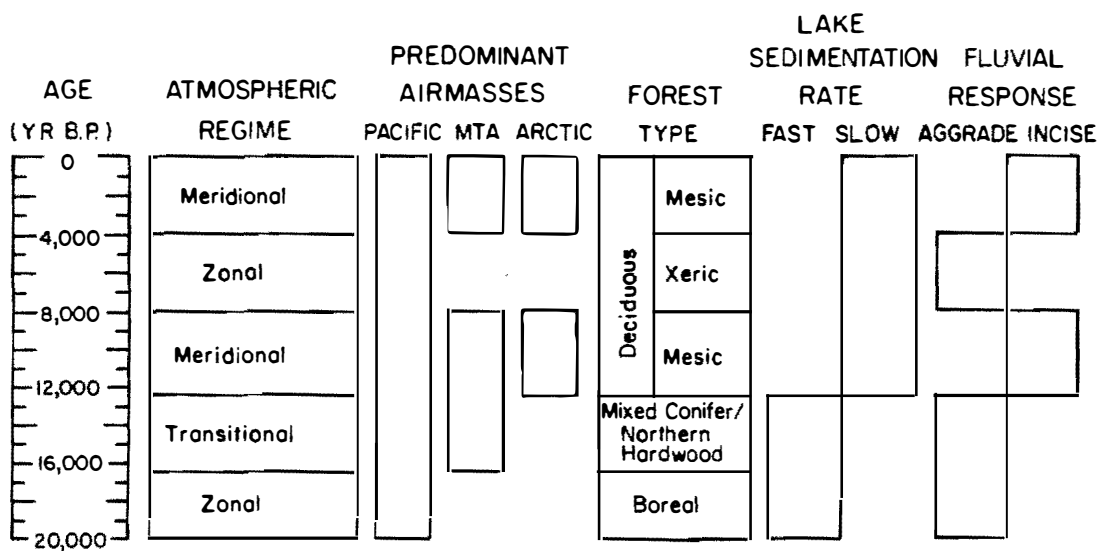 LAKE
PREDOMINANT SEDIMENTATION FLUVIAL
AGE ATMOSPHERIC AIRMASSES FOREST RATE RESPONSE
(YR B.P.) REGIME PACIFIC MTA ARCTIC TYPE FAST SLOW AGGRADE INCISE
0
Meridional Mesic
4,000
Zonal Deciduous Xeric
8,000
Meridional Mesic
12,000
Mixed Conifer/
Transitional Northern
Hardwood
16,000
Zonal Boreal
20,000